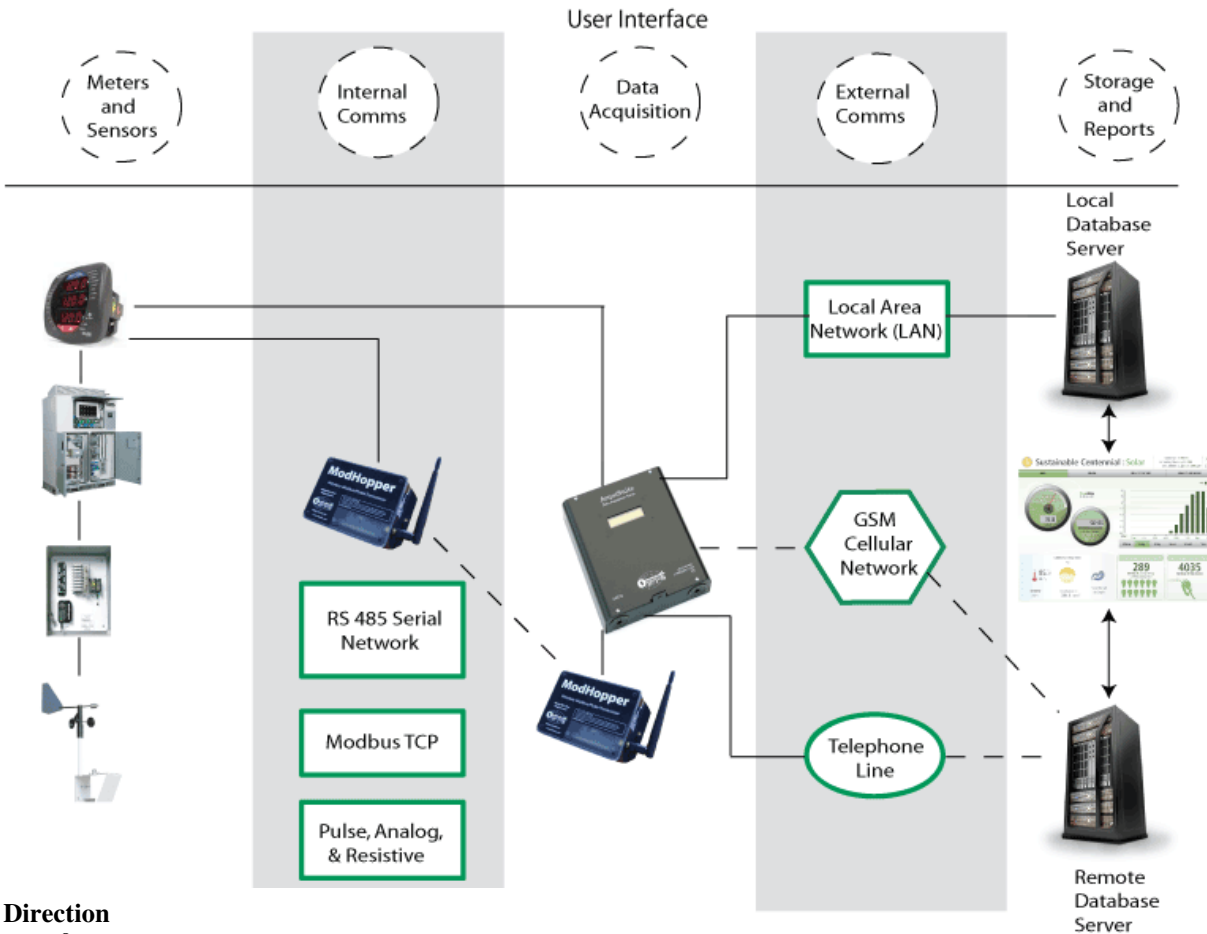 User Interface
Meters
and
Sensors
Internal
Comms
Data
Acquisition
External
Comms
Storage
and
Reports
Local
Database
Server
Local Area
Network (LAN)
ModHopper
AcquiSuite
Sustainable Centennial : Solar
GSM
Cellular
Network
289
4035
RS 485 Serial
Network
ModHopper
Modbus TCP
Telephone
Line
Pulse, Analog,
& Resistive
Remote
Database
Server
Direction